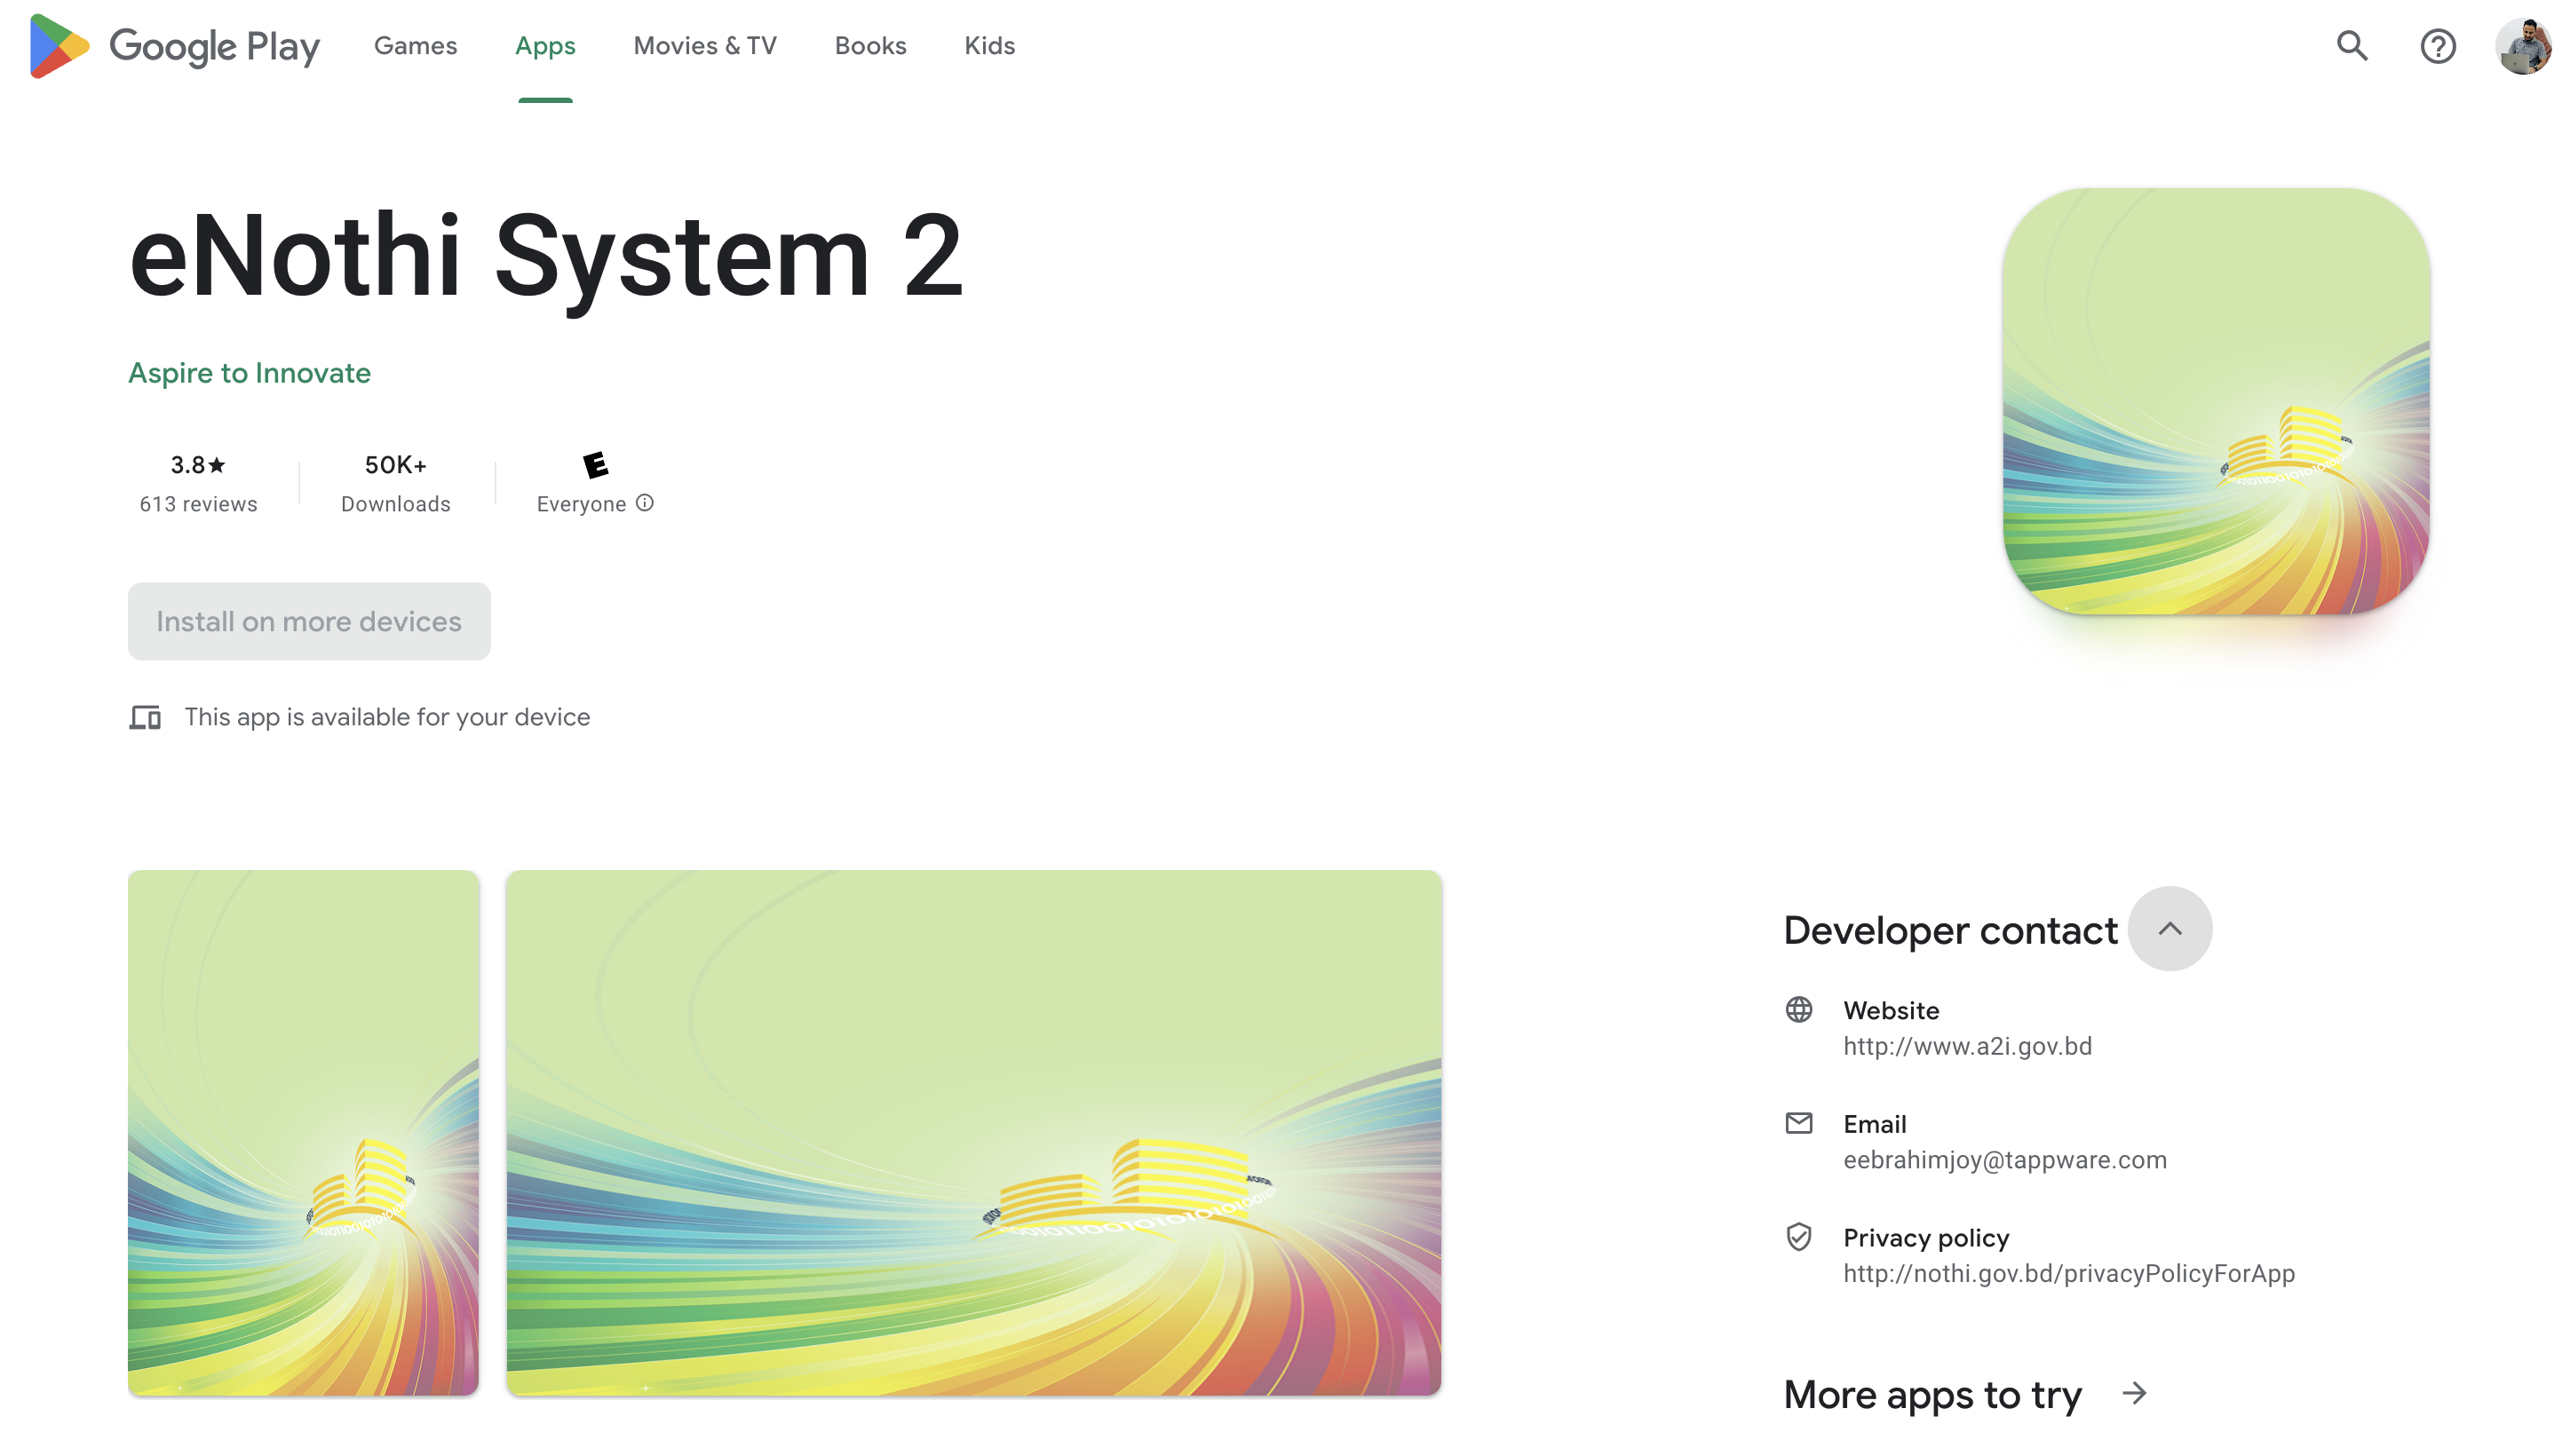 Google Play
Games
Apps
Movies & TV
Books
Kids
eNothi System 2
Aspire to Innovate
3.8★
613 reviews
50K+
Downloads
E
Everyone
Install on more devices
This app is available for your device
Developer contact
Website
http://www.a2i.gov.bd
Email
eebrahimjoy@tappware.com
Privacy policy
http://nothi.gov.bd/privacyPolicyForApp
More apps to try